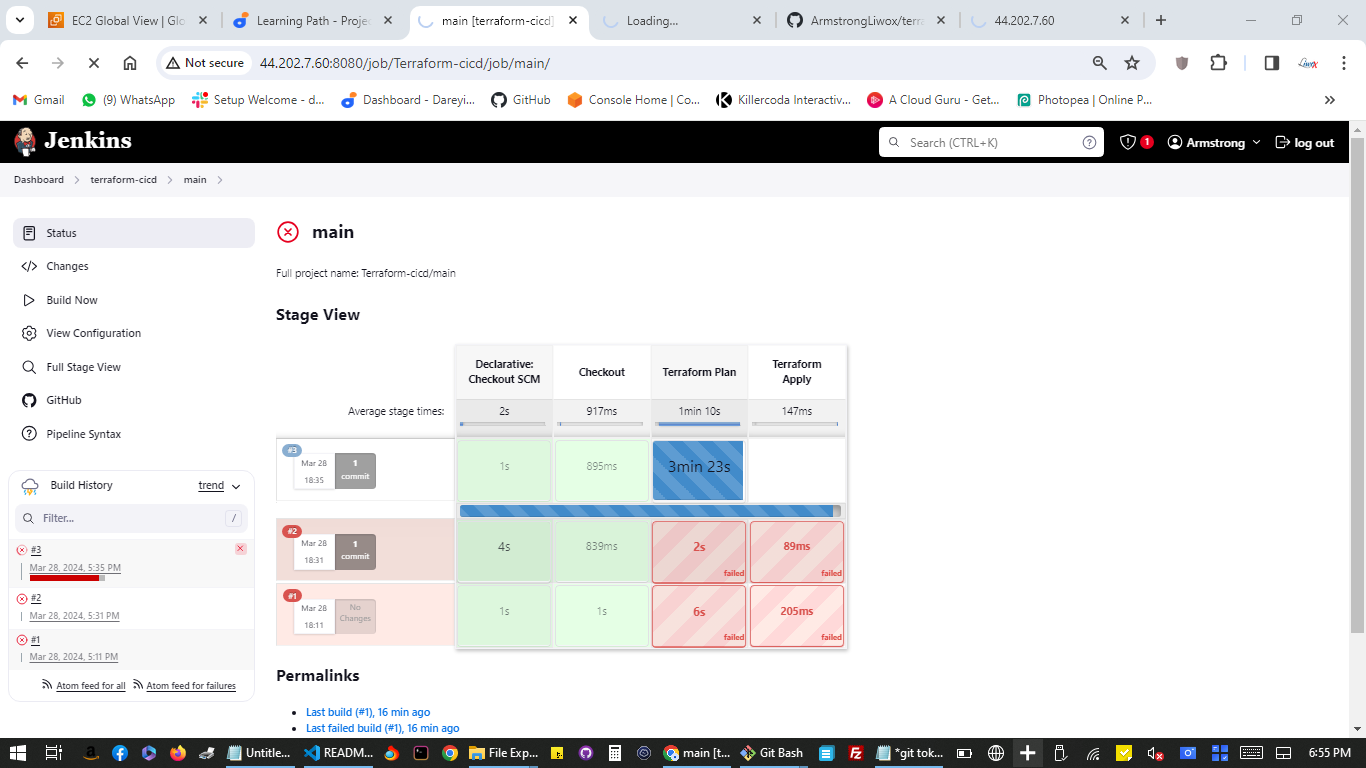 EC2 Global View | Glo
Learning Path - Projec
main [terraform-cicd]
Loading...
ArmstrongLiwox/terra
44.202.7.60
Not secure
44.202.7.60:8080/job/Terraform-cicd/job/main/
Gmail
(9) WhatsApp
Setup Welcome - d...
Dashboard - Dareyi...
GitHub
Console Home | Co...
Killercoda Interactiv...
A Cloud Guru - Get...
Photopea | Online P...
Jenkins
Search (CTRL+K)
1
Armstrong
log out
Dashboard
terraform-cicd
main
Status
Changes
Build Now
View Configuration
Full Stage View
GitHub
Pipeline Syntax
Build History
trend
Filter...
/
#3
Mar 28, 2024, 5:35 PM
#2
Mar 28, 2024, 5:31 PM
#1
Mar 28, 2024, 5:11 PM
Atom feed for all
Atom feed for failures
main
Full project name: Terraform-cicd/main
Stage View
Declarative:
Checkout SCM
Checkout
Terraform Plan
Terraform
Apply
Average stage times:
2s
917ms
1min 10s
147ms
#3
Mar 28
18:35
1
commit
1s
895ms
3min 23s
#2
Mar 28
18:31
1
commit
4s
839ms
2s
failed
89ms
failed
#1
Mar 28
18:11
No
Changes
1s
1s
6s
failed
205ms
failed
Permalinks
Last build (#1), 16 min ago
Last failed build (#1), 16 min ago
Untitle...
READM...
File Exp...
main [t...
Git Bash
*git tok...
6:55 PM